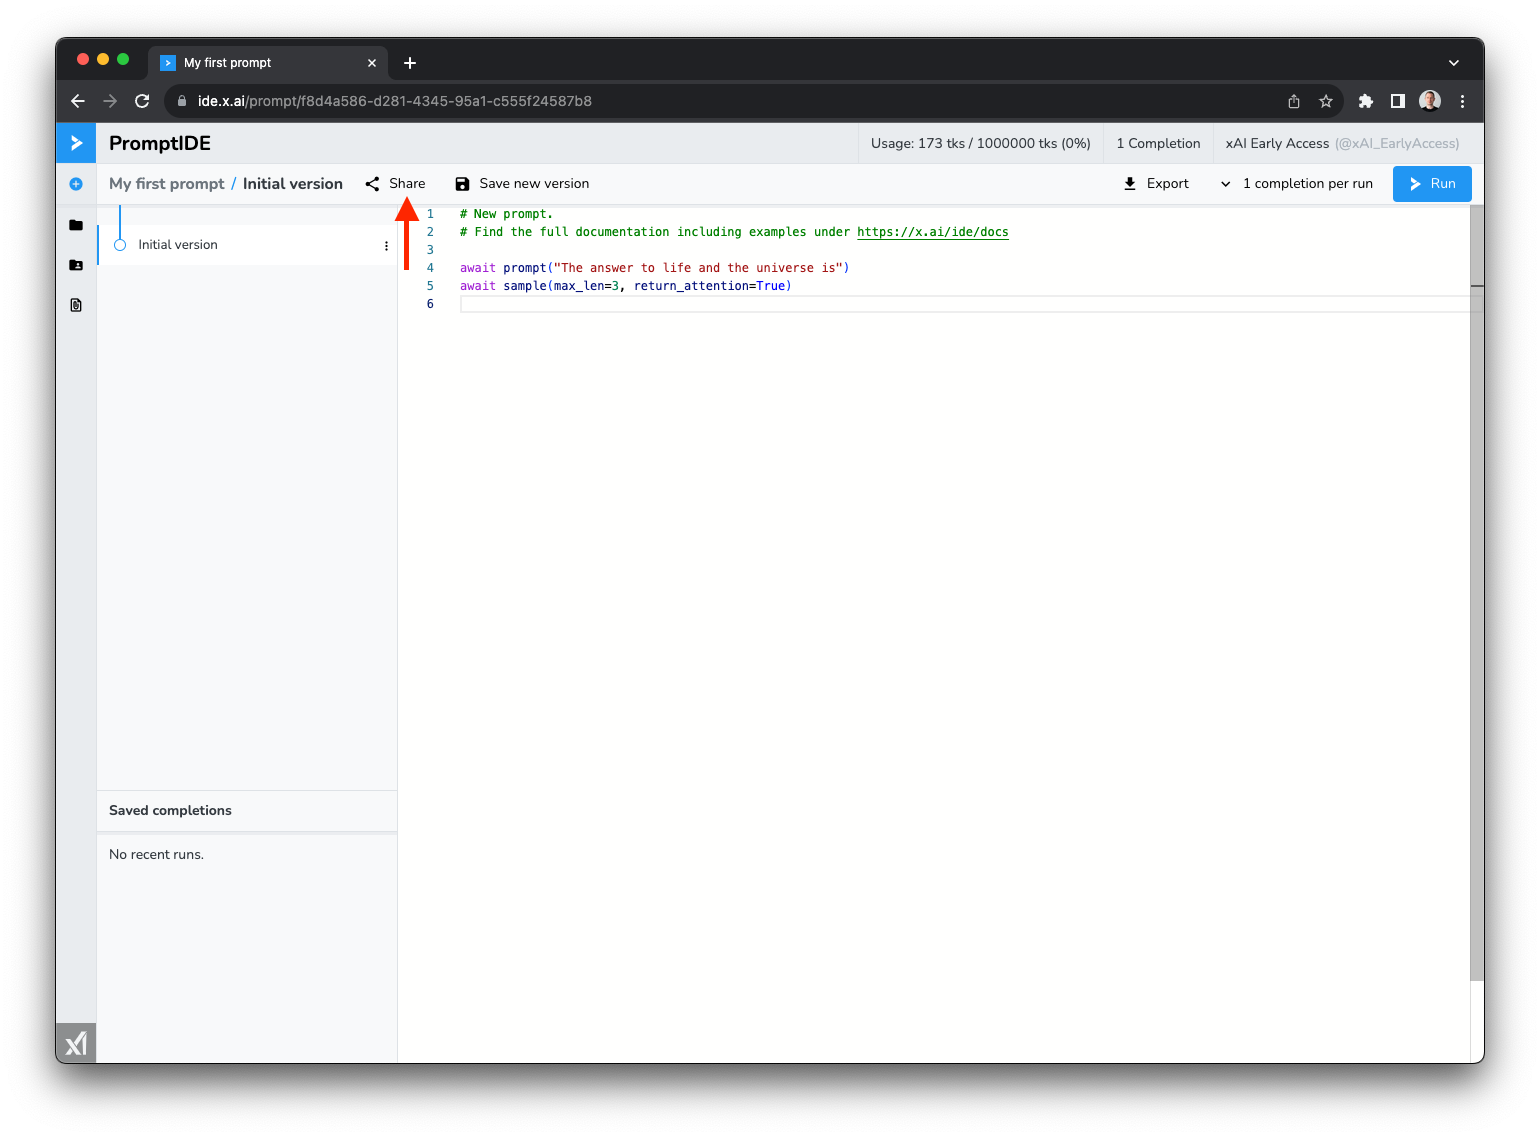 My first prompt
ide.x.ai/prompt/f8d4a586-d281-4345-95a1-c555f24587b8
PromptIDE
Usage: 173 tks / 1000000 tks (0%)
1 Completion
xAI Early Access (@xAI_EarlyAccess)
My first prompt / Initial version
Share
Save new version
Export
1 completion per run
Run
Initial version
1 # New prompt.
2 # Find the full documentation including examples under https://x.ai/ide/docs
3
4 await prompt("The answer to life and the universe is")
5 await sample(max_len=3, return_attention=True)
6
Saved completions
No recent runs.
xAI